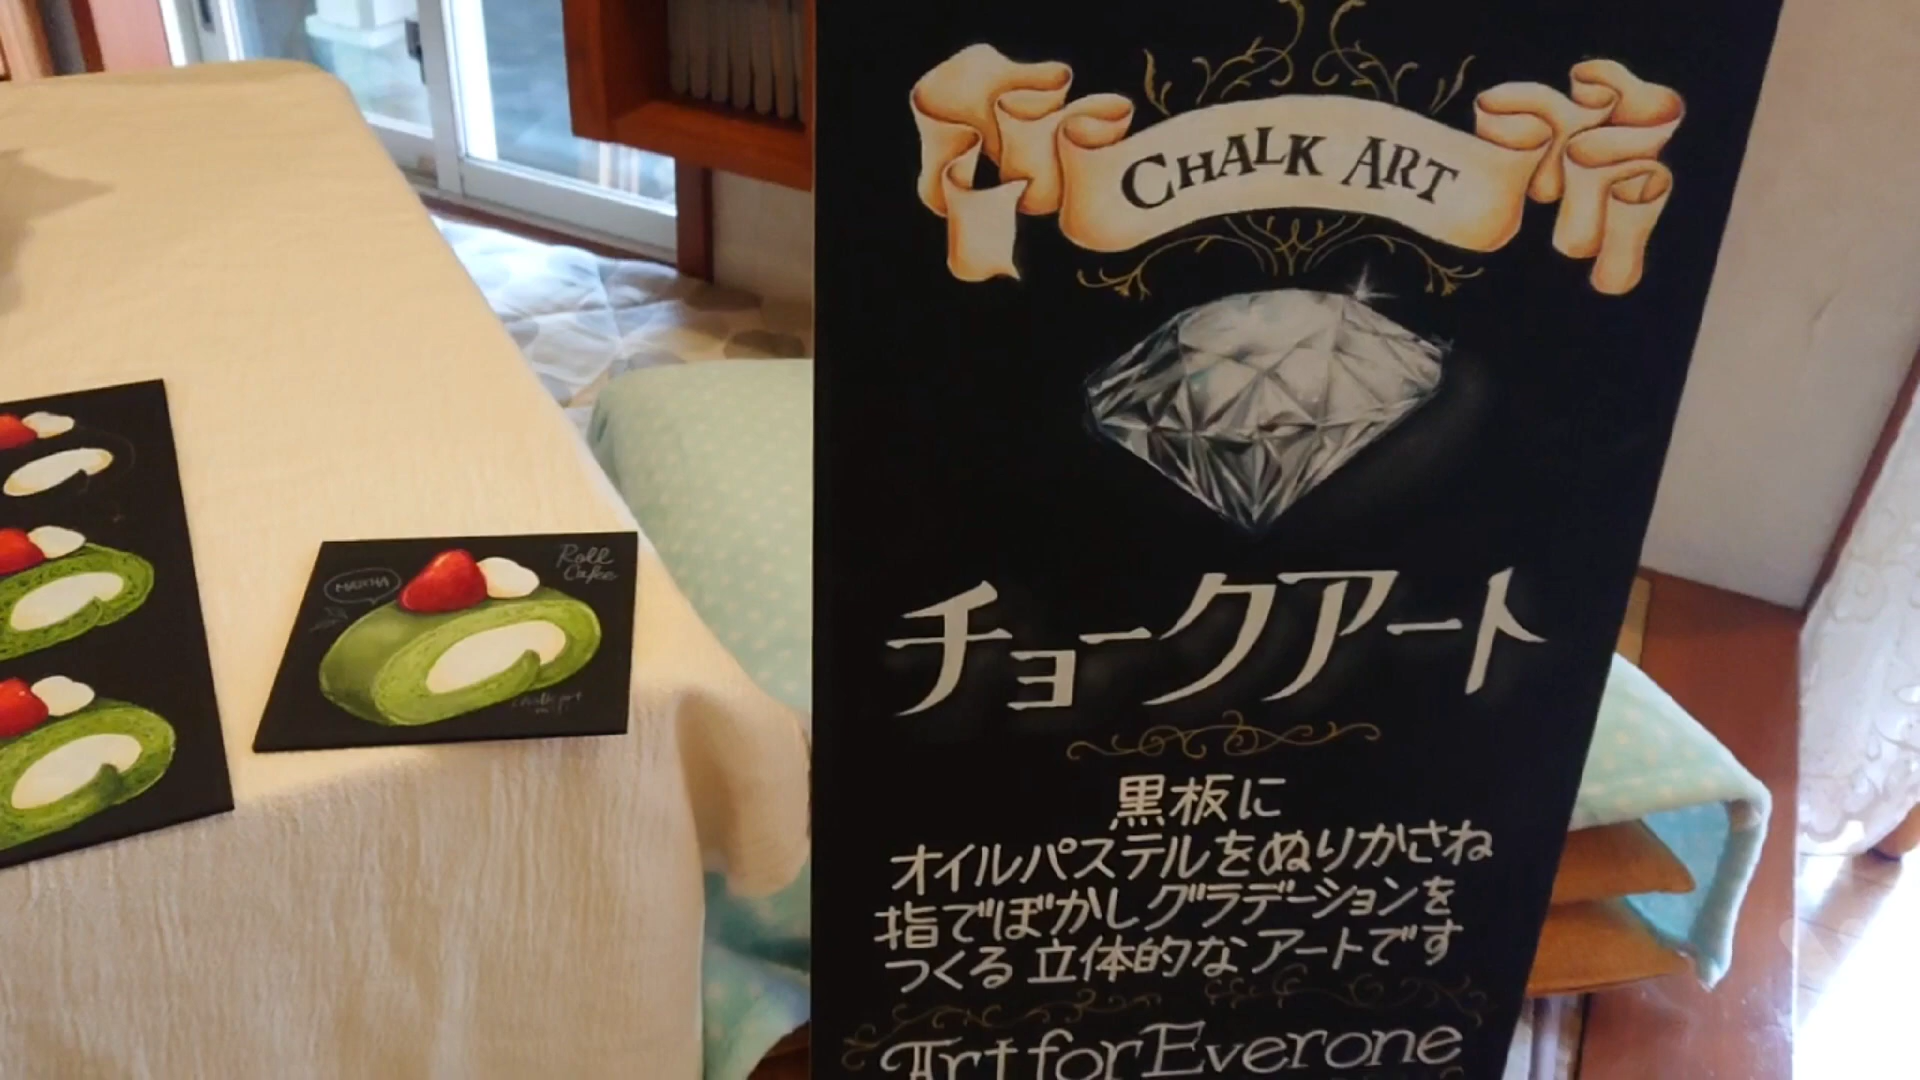 CHALK ART
チョークアート
黒板に
オイルパステルをぬりかさね
指でぼかしグラデーションを
つくる立体的なアートです
Art for Everone
MATCHA
Roll
Cake
chalk art